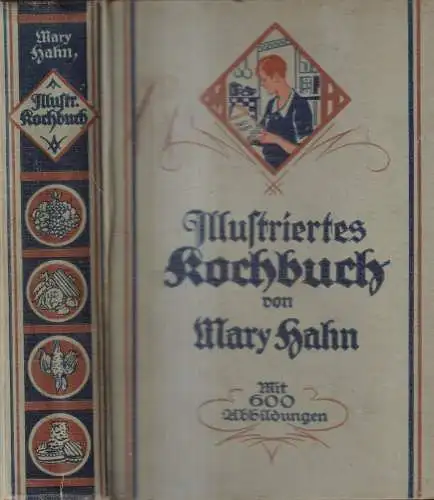 Mary
Hahn,
Illustr.
Kochbuch
Illustriertes
Kochbuch
von
Mary Hahn
Mit
600
Abbildungen